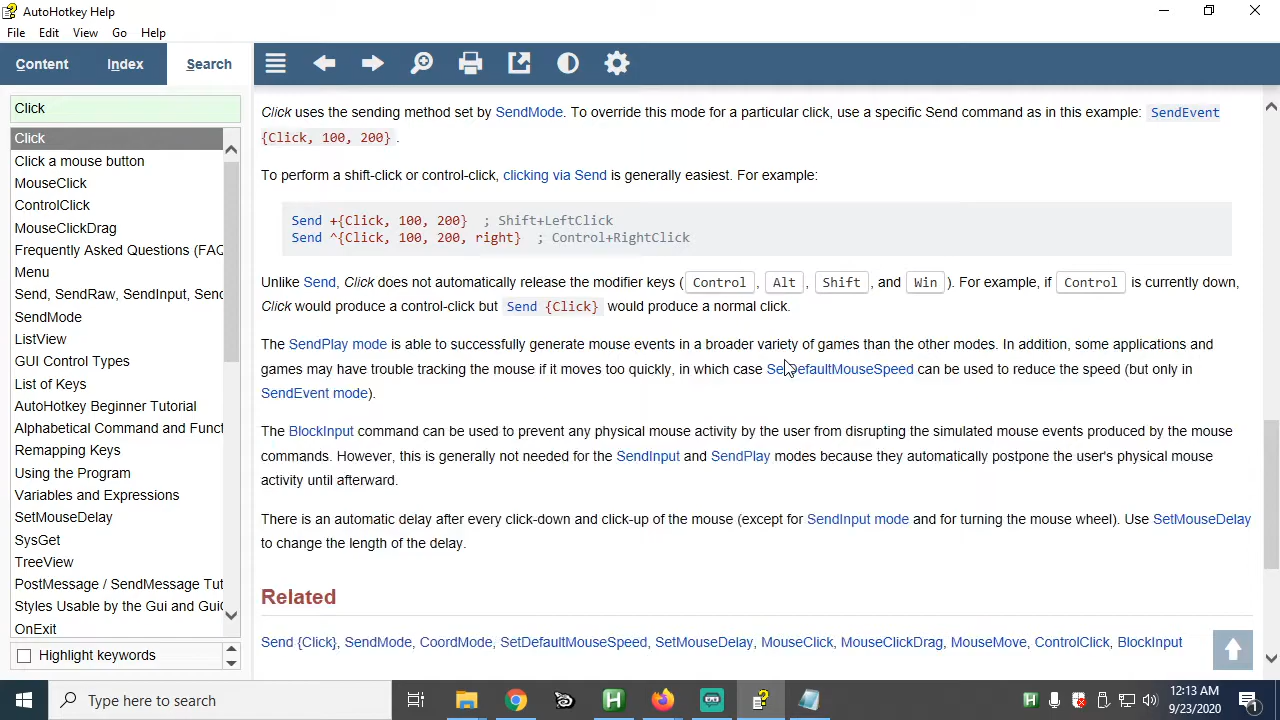 AutoHotkey Help
File Edit View Go Help
Content Index Search
Click
Click
Click a mouse button
MouseClick
ControlClick
MouseClickDrag
Frequently Asked Questions (FAQ
Menu
Send, SendRaw, SendInput, Senc
SendMode
ListView
GUI Control Types
List of Keys
AutoHotkey Beginner Tutorial
Alphabetical Command and Funct
Remapping Keys
Using the Program
Variables and Expressions
SetMouseDelay
SysGet
TreeView
PostMessage / SendMessage Tut
Styles Usable by the Gui and Gui
OnExit
Highlight keywords
Click uses the sending method set by SendMode. To override this mode for a particular click, use a specific Send command as in this example: SendEvent
{Click, 100, 200} .
To perform a shift-click or control-click, clicking via Send is generally easiest. For example:
Send +{Click, 100, 200} ; Shift+LeftClick
Send ^{Click, 100, 200, right} ; Control+RightClick
Unlike Send, Click does not automatically release the modifier keys ( Control , Alt , Shift , and Win ). For example, if Control is currently down,
Click would produce a control-click but Send {Click} would produce a normal click.
The SendPlay mode is able to successfully generate mouse events in a broader variety of games than the other modes. In addition, some applications and
games may have trouble tracking the mouse if it moves too quickly, in which case SetDefaultMouseSpeed can be used to reduce the speed (but only in
SendEvent mode).
The BlockInput command can be used to prevent any physical mouse activity by the user from disrupting the simulated mouse events produced by the mouse
commands. However, this is generally not needed for the SendInput and SendPlay modes because they automatically postpone the user's physical mouse
activity until afterward.
There is an automatic delay after every click-down and click-up of the mouse (except for SendInput mode and for turning the mouse wheel). Use SetMouseDelay
to change the length of the delay.
Related
Send {Click}, SendMode, CoordMode, SetDefaultMouseSpeed, SetMouseDelay, MouseClick, MouseClickDrag, MouseMove, ControlClick, BlockInput
Type here to search
12:13 AM
9/23/2020
1